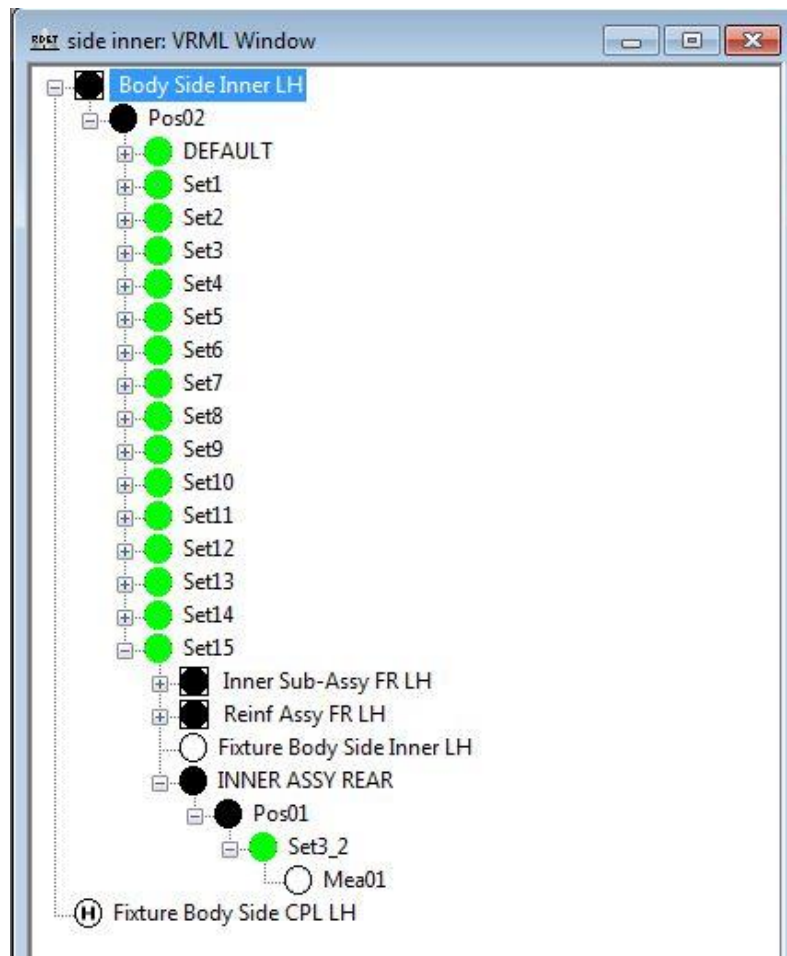 RD&T side inner: VRML Window
Body Side Inner LH
Pos02
DEFAULT
Set1
Set2
Set3
Set4
Set5
Set6
Set7
Set8
Set9
Set10
Set11
Set12
Set13
Set14
Set15
Inner Sub-Assy FR LH
Reinf Assy FR LH
Fixture Body Side Inner LH
INNER ASSY REAR
Pos01
Set3_2
Mea01
H Fixture Body Side CPL LH